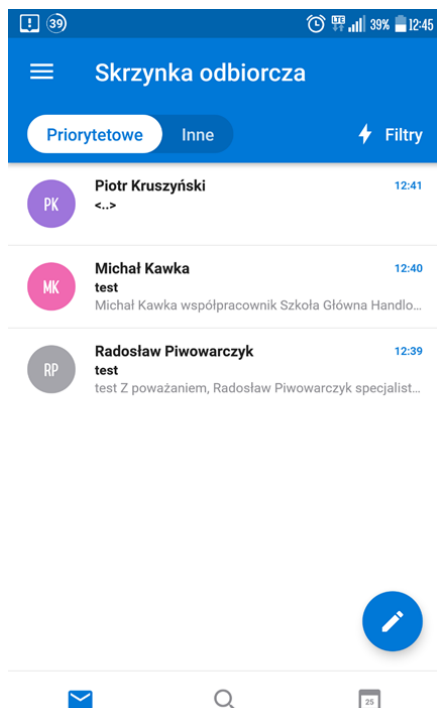 39 LTE 39% 12:45
Skrzynka odbiorcza
Priorytetowe Inne Filtry
PK Piotr Kruszyński 12:41
<..>
MK Michał Kawka 12:40
test
Michał Kawka współpracownik Szkoła Główna Handlo...
RP Radosław Piwowarczyk 12:39
test
test Z poważaniem, Radosław Piwowarczyk specjalist...
25